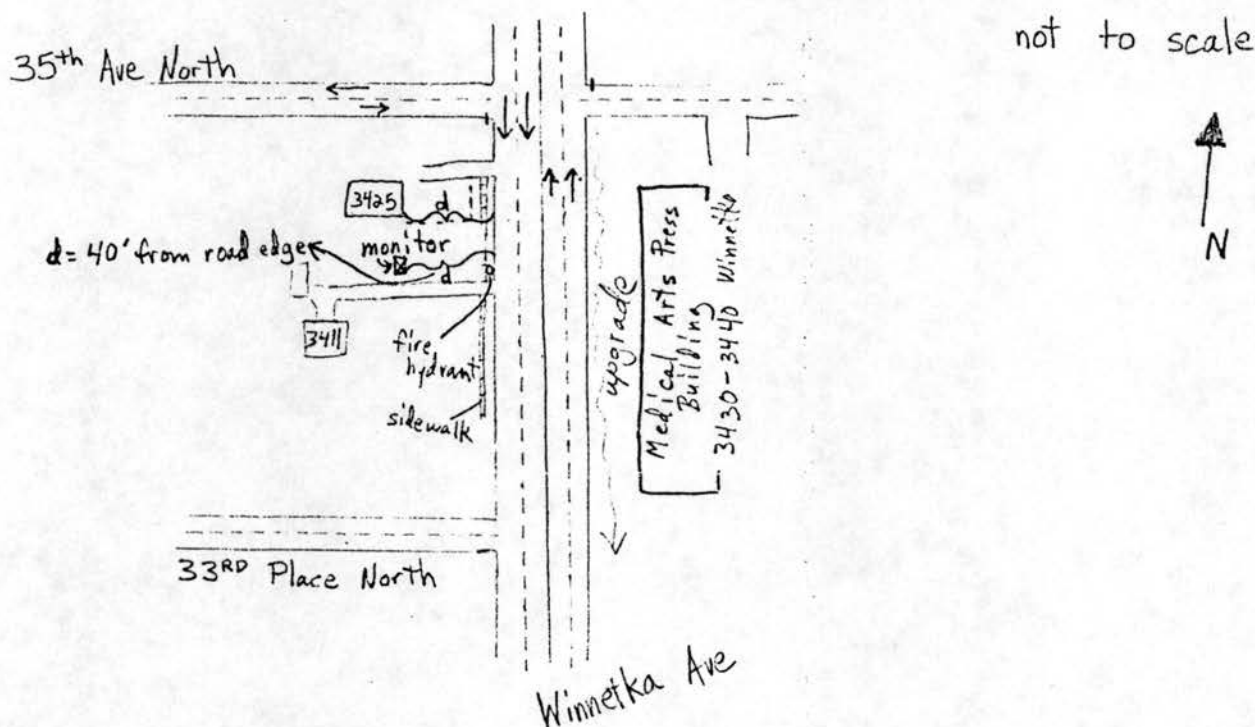 not to scale
35th Ave North
N
3425
d
d = 40' from road edge
monitor
d
3411
fire
hydrant
sidewalk
upgrade
Medical Arts Press
Building
3430-3440 Winnetka
33RD Place North
Winnetka Ave